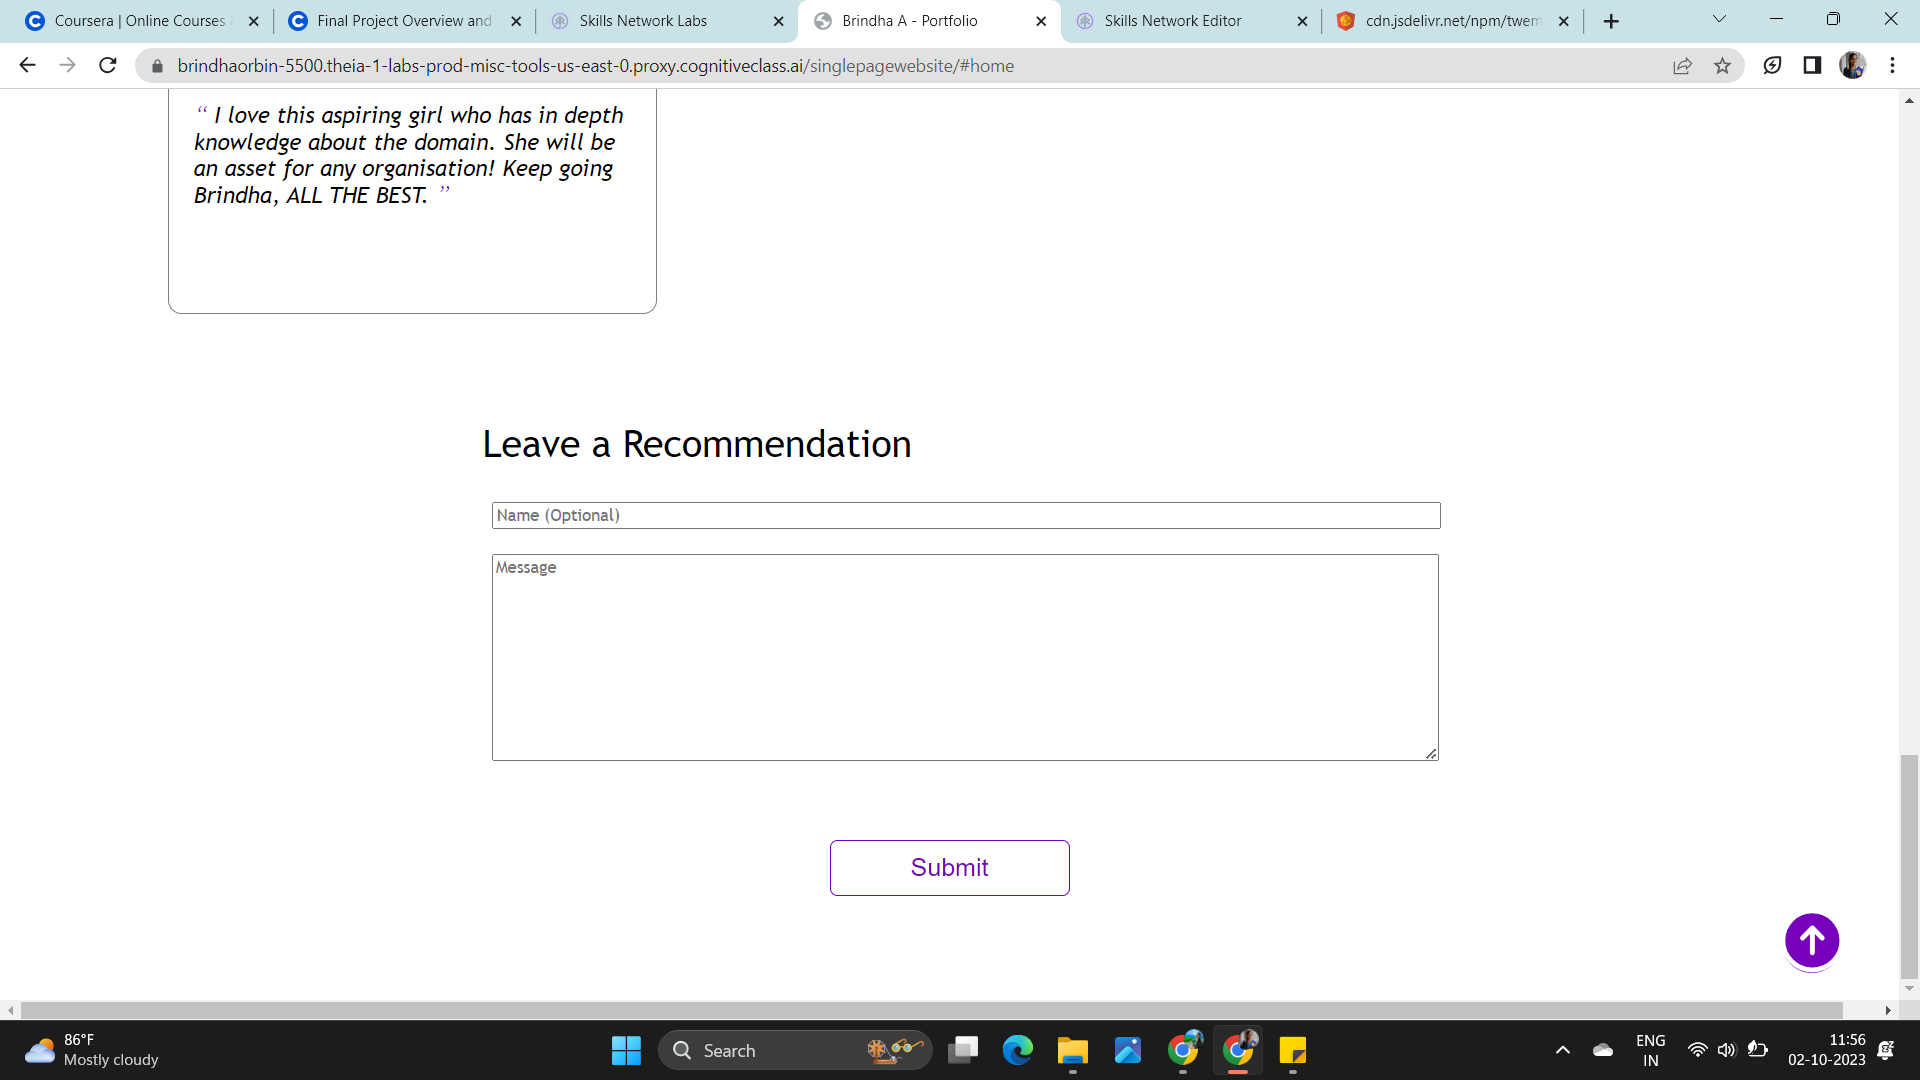 Coursera | Online Courses
Final Project Overview and
Skills Network Labs
Brindha A - Portfolio
Skills Network Editor
cdn.jsdelivr.net/npm/twem
brindhaorbin-5500.theia-1-labs-prod-misc-tools-us-east-0.proxy.cognitiveclass.ai/singlepagewebsite/#home
“ I love this aspiring girl who has in depth
knowledge about the domain. She will be
an asset for any organisation! Keep going
Brindha, ALL THE BEST. ”
Leave a Recommendation
Name (Optional)
Message
Submit
86°F
Mostly cloudy
Search
ENG
IN
11:56
02-10-2023